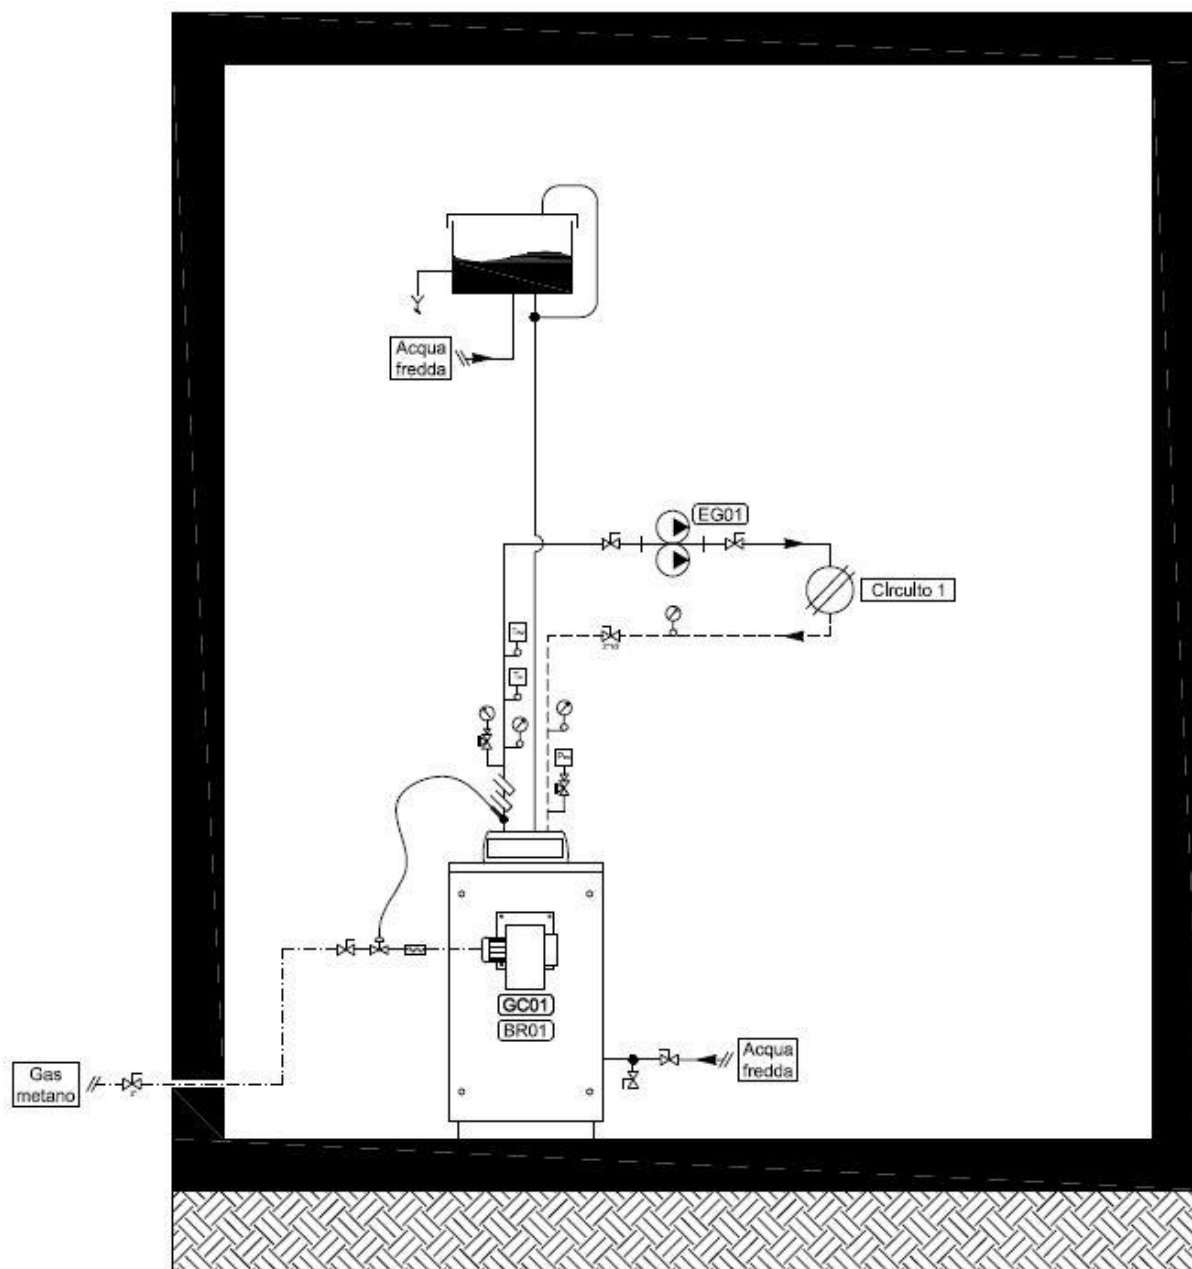 Acqua
fredda
EG01
CIrcuIto 1
GC01
BR01
Acqua
fredda
Gas
metano